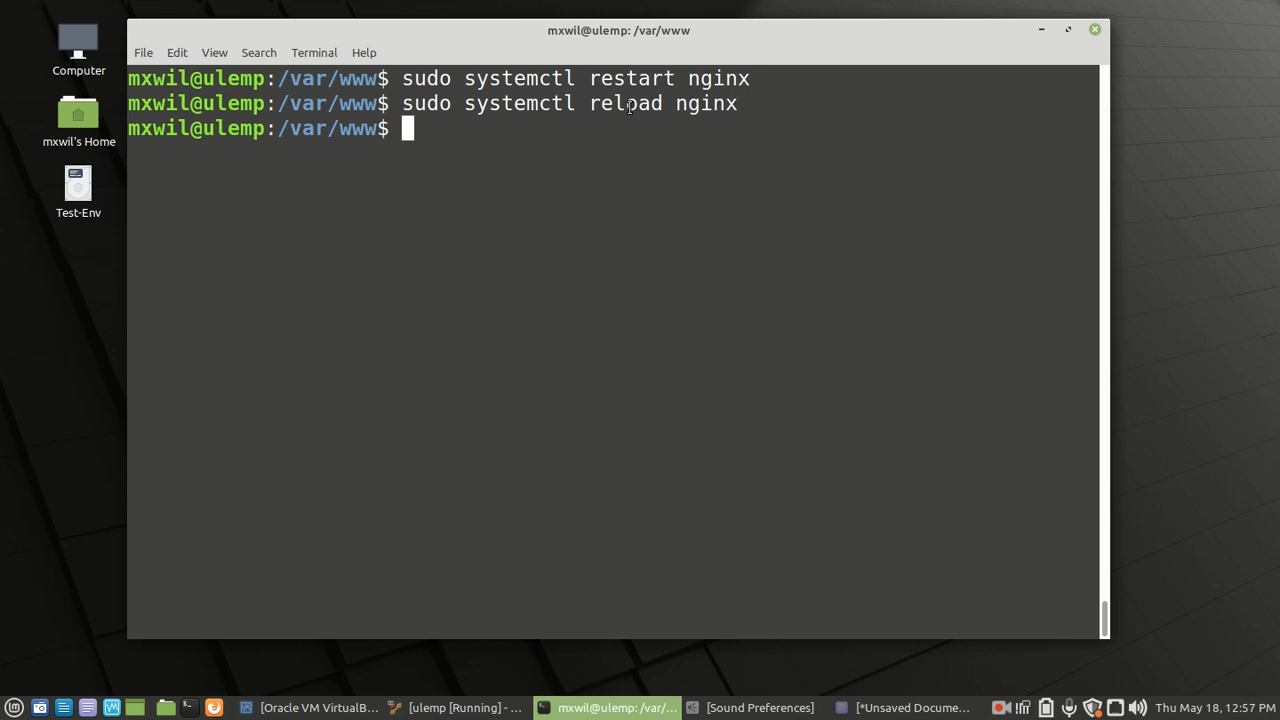 mxwil@ulemp: /var/www
File Edit View Search Terminal Help
mxwil@ulemp:/var/www$ sudo systemctl restart nginx
mxwil@ulemp:/var/www$ sudo systemctl reload nginx
mxwil@ulemp:/var/www$
Computer
mxwil's Home
Test-Env
[Oracle VM VirtualB... [ulemp [Running] - ... mxwil@ulemp: /var/... [Sound Preferences] [*Unsaved Docume... Thu May 18, 12:57 PM